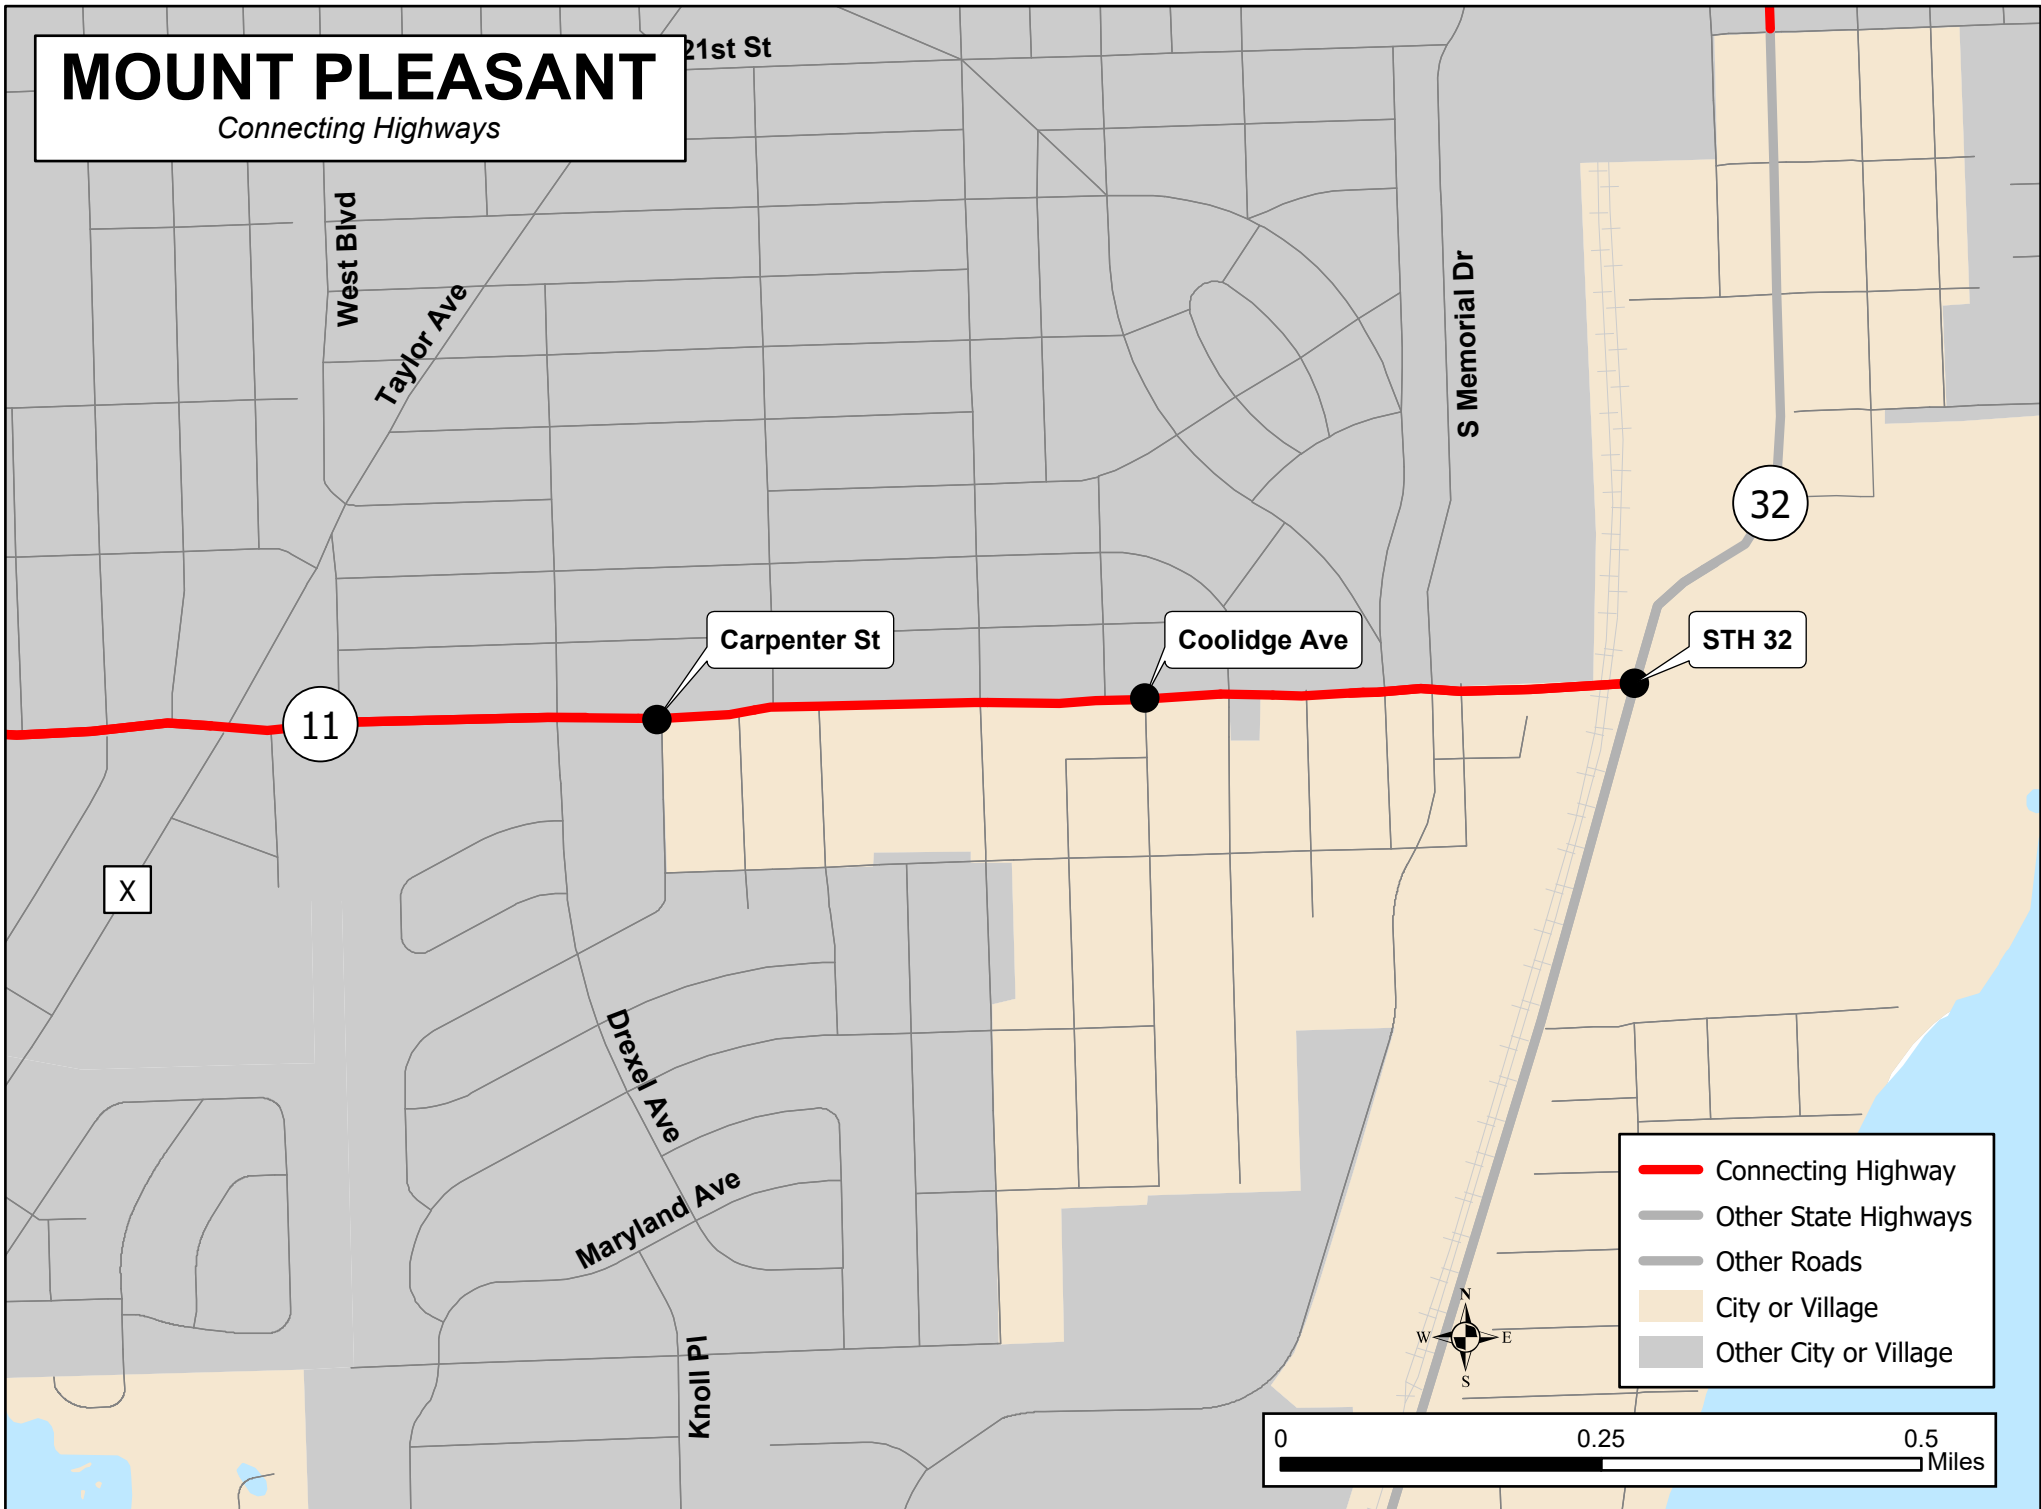 MOUNT PLEASANT
Connecting Highways
21st St
West Blvd
Taylor Ave
S Memorial Dr
32
Carpenter St
Coolidge Ave
STH 32
11
X
Drexel Ave
Maryland Ave
Knoll Pl
Connecting Highway
Other State Highways
Other Roads
City or Village
Other City or Village
N
W E
S
0 0.25 0.5
Miles